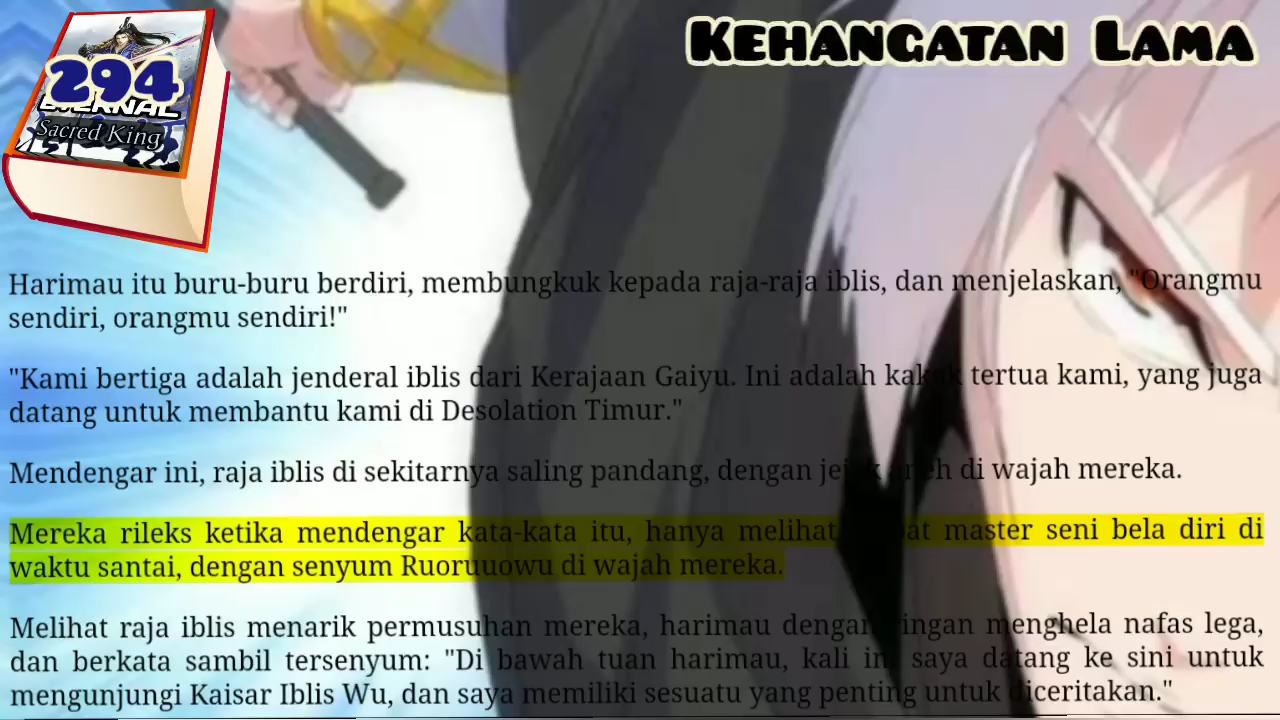 Kehangatan Lama
294
ETERNAL
Sacred King
Harimau itu buru-buru berdiri, membungkuk kepada raja-raja iblis, dan menjelaskan, "Orangmu
sendiri, orangmu sendiri!"
"Kami bertiga adalah jenderal iblis dari Kerajaan Gaiyu. Ini adalah kakak tertua kami, yang juga
datang untuk membantu kami di Desolation Timur."
Mendengar ini, raja iblis di sekitarnya saling pandang, dengan jejak aneh di wajah mereka.
Mereka rileks ketika mendengar kata-kata itu, hanya melihat master seni bela diri di
waktu santai, dengan senyum Ruoruuowu di wajah mereka.
Melihat raja iblis menarik permusuhan mereka, harimau dengan ringan menghela nafas lega,
dan berkata sambil tersenyum: "Di bawah tuan harimau, kali ini saya datang ke sini untuk
mengunjungi Kaisar Iblis Wu, dan saya memiliki sesuatu yang penting untuk diceritakan."